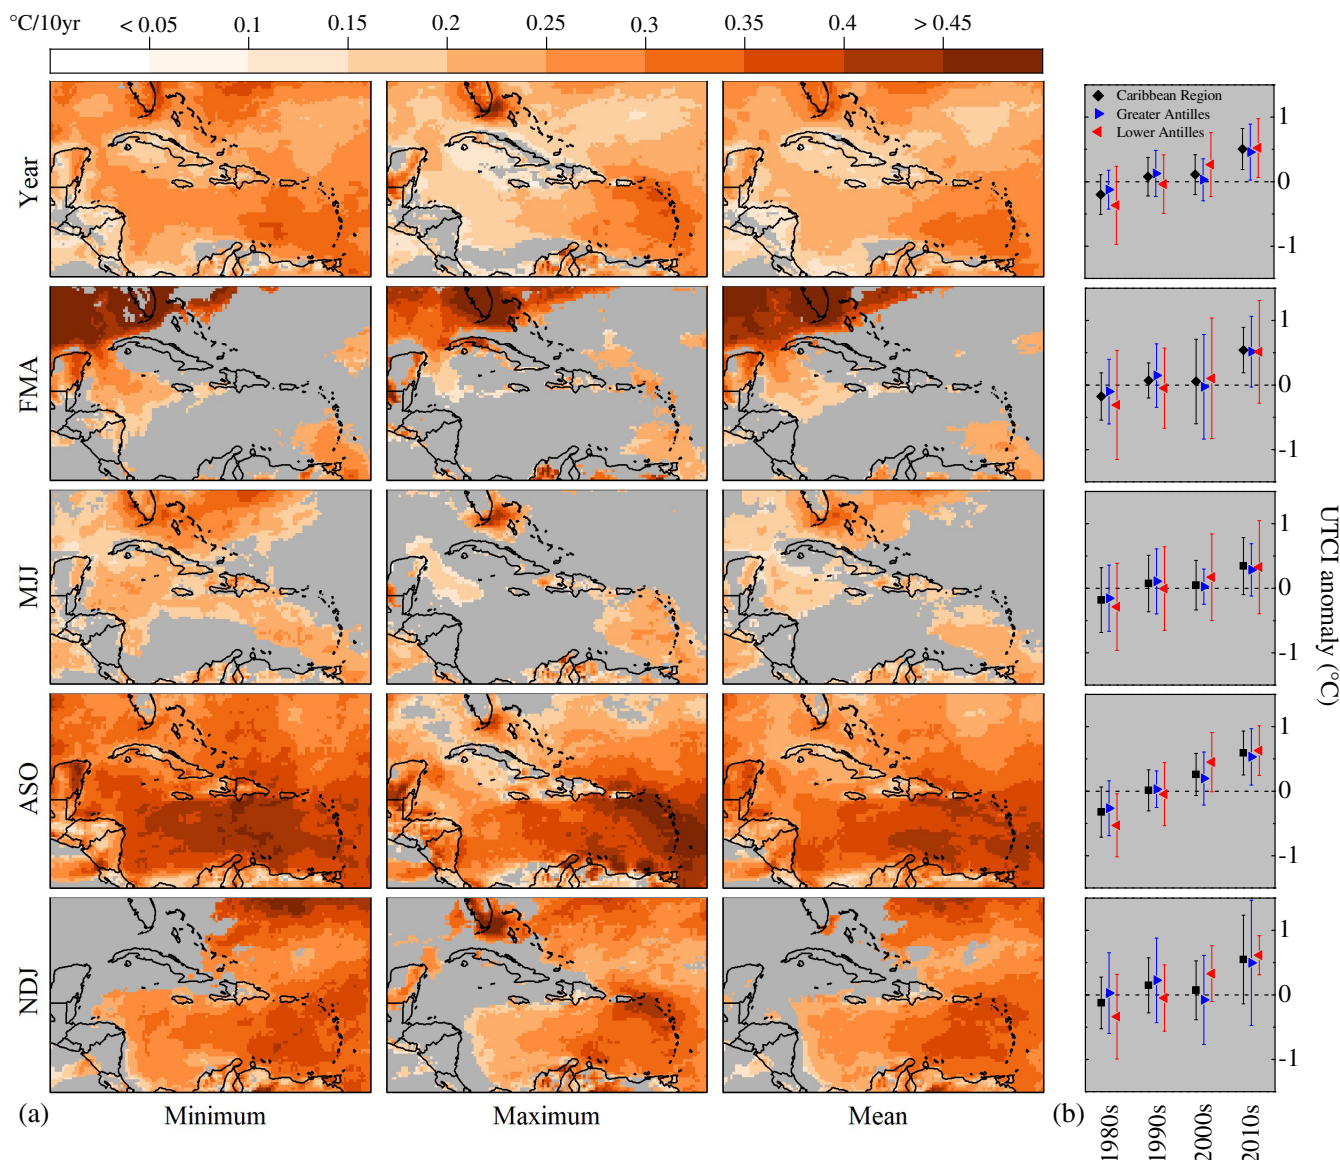 °C/10yr < 0.05 0.1 0.15 0.2 0.25 0.3 0.35 0.4 > 0.45
Year
FMA
MJJ
ASO
NDJ
(a) Minimum Maximum Mean
Caribbean Region
Greater Antilles
Lower Antilles
1
0
-1
1
0
-1
1
0
-1
1
0
-1
1
0
-1
UTCI anomaly (°C)
(b) 1980s 1990s 2000s 2010s